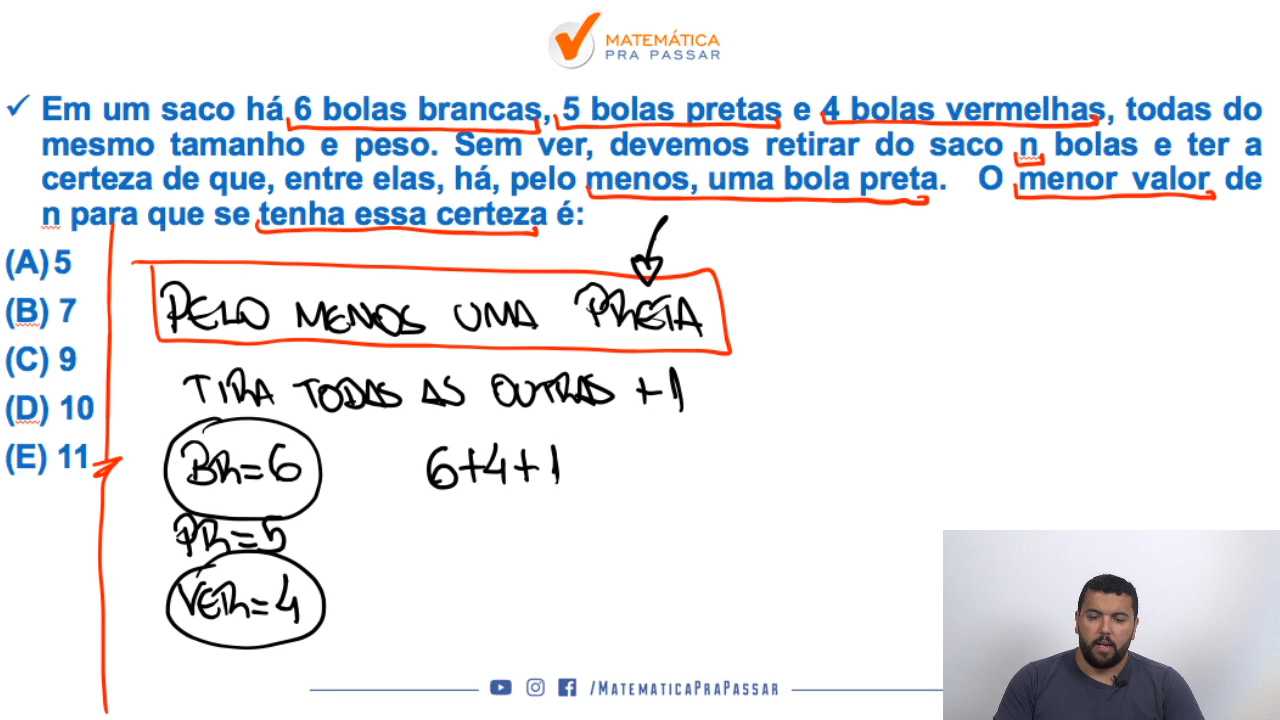 MATEMÁTICA
PRA PASSAR
✓ Em um saco há 6 bolas brancas, 5 bolas pretas e 4 bolas vermelhas, todas do
mesmo tamanho e peso. Sem ver, devemos retirar do saco n bolas e ter a
certeza de que, entre elas, há, pelo menos, uma bola preta. O menor valor de
n para que se tenha essa certeza é:
(A) 5
(B) 7
(C) 9
(D) 10
(E) 11
PELO MENOS UMA PRETA
TIRA TODAS AS OUTRAS +1
BR=6
6+4+1
PR=5
VER=4
/MATEMATICAPRAPASSAR